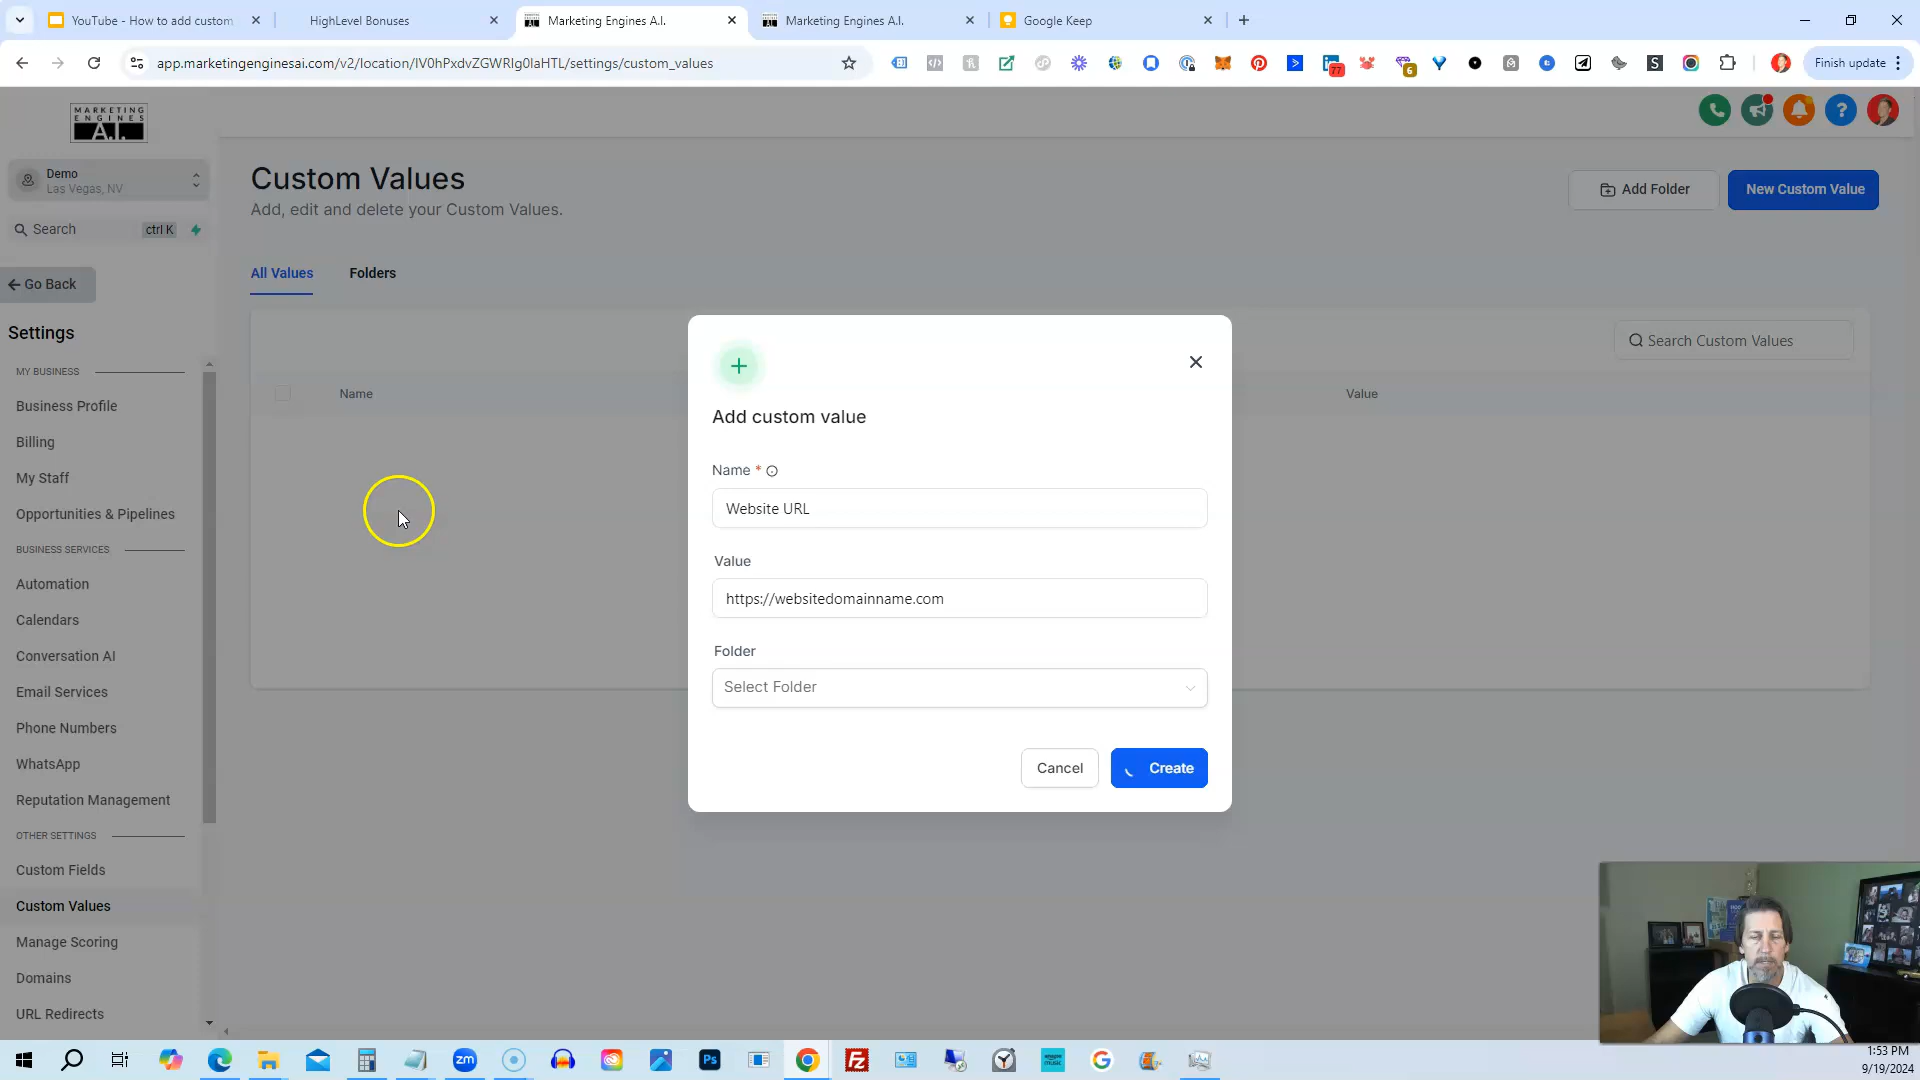 YouTube - How to add custom
HighLevel Bonuses
Marketing Engines A.I.
Marketing Engines A.I.
Google Keep
app.marketingenginesai.com/v2/location/IV0hPxdvZGWRIg0laHTL/settings/custom_values
77
6
Finish update
MARKETING
ENGINES
A.I.
Demo
Las Vegas, NV
Search
ctrl K
Go Back
Settings
MY BUSINESS
Business Profile
Billing
My Staff
Opportunities & Pipelines
BUSINESS SERVICES
Automation
Calendars
Conversation AI
Email Services
Phone Numbers
WhatsApp
Reputation Management
OTHER SETTINGS
Custom Fields
Custom Values
Manage Scoring
Domains
URL Redirects
Custom Values
Add, edit and delete your Custom Values.
Add Folder
New Custom Value
All Values
Folders
Search Custom Values
Name
Value
Add custom value
Name *
Website URL
Value
https://websitedomainname.com
Folder
Select Folder
Cancel
Create
zm
Ps
1:53 PM
9/19/2024